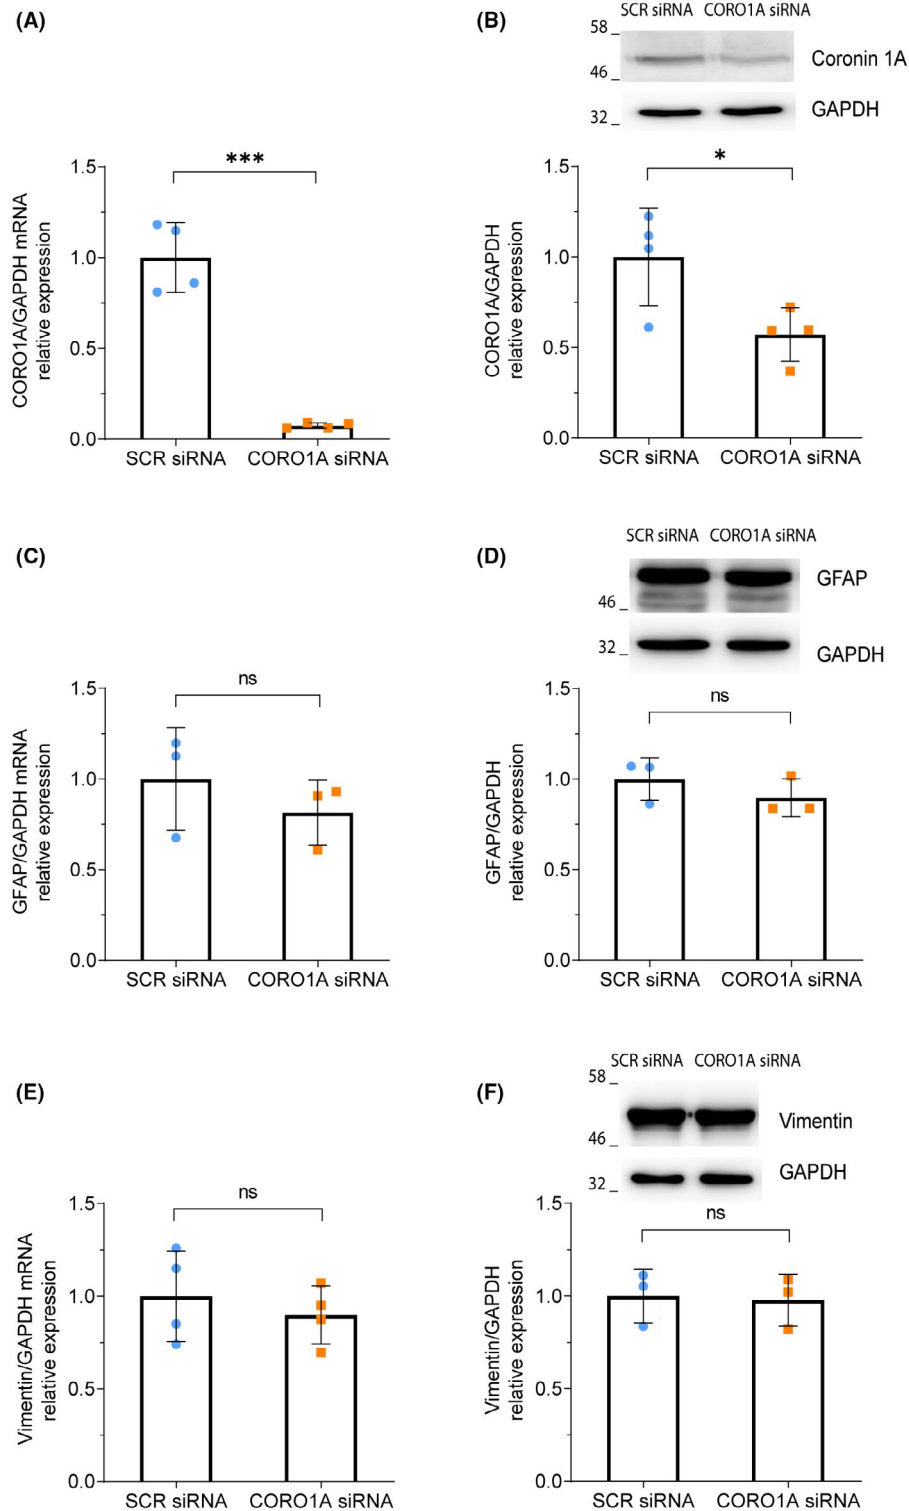 (A)
***
1.5
1.0
0.5
0.0
CORO1A/GAPDH mRNA
relative expression
SCR siRNA
CORO1A siRNA
(B)
SCR siRNA
CORO1A siRNA
58
46
32
Coronin 1A
GAPDH
*
1.5
1.0
0.5
0.0
CORO1A/GAPDH
relative expression
SCR siRNA
CORO1A siRNA
(C)
ns
1.5
1.0
0.5
0.0
GFAP/GAPDH mRNA
relative expression
SCR siRNA
CORO1A siRNA
(D)
SCR siRNA
CORO1A siRNA
46
32
GFAP
GAPDH
ns
1.5
1.0
0.5
0.0
GFAP/GAPDH
relative expression
SCR siRNA
CORO1A siRNA
(E)
ns
1.5
1.0
0.5
0.0
Vimentin/GAPDH mRNA
relative expression
SCR siRNA
CORO1A siRNA
(F)
SCR siRNA
CORO1A siRNA
58
46
32
Vimentin
GAPDH
ns
1.5
1.0
0.5
0.0
Vimentin/GAPDH
relative expression
SCR siRNA
CORO1A siRNA